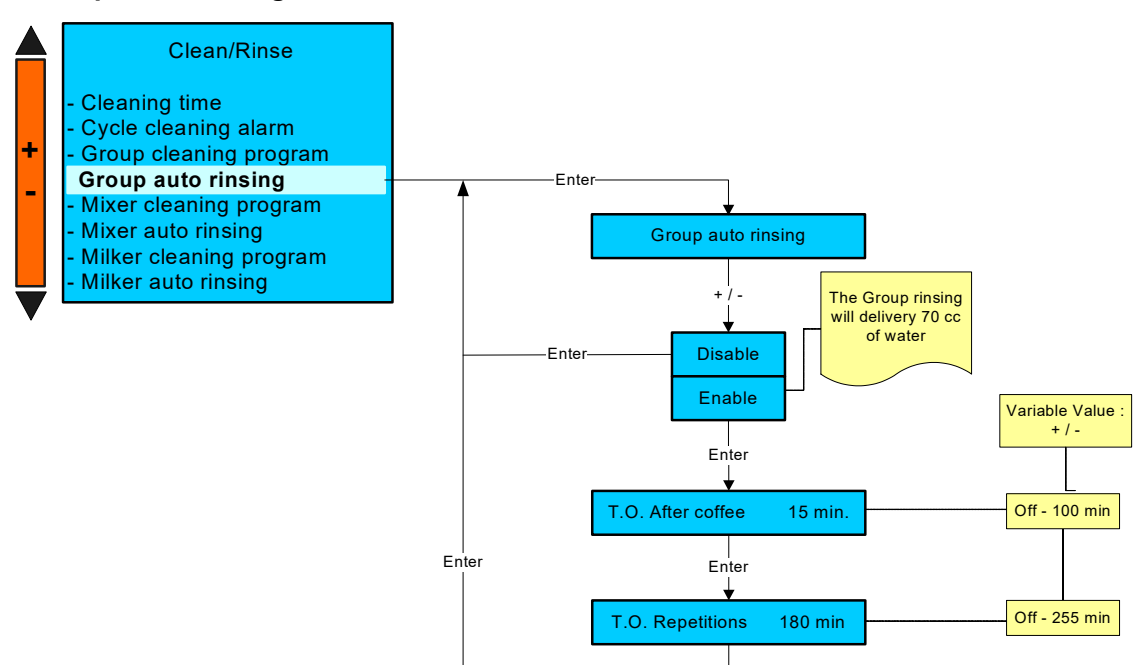 Clean/Rinse
- Cleaning time
- Cycle cleaning alarm
- Group cleaning program
Group auto rinsing
- Mixer cleaning program
- Mixer auto rinsing
- Milker cleaning program
- Milker auto rinsing
+
-
Enter
Group auto rinsing
+ / -
The Group rinsing
will delivery 70 cc
of water
Enter
Disable
Enable
Variable Value :
+ / -
Enter
T.O. After coffee 15 min.
Off - 100 min
Enter
Enter
T.O. Repetitions 180 min
Off - 255 min